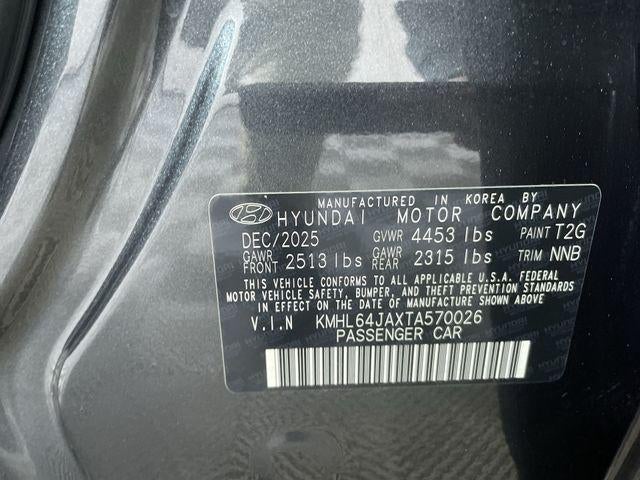 MANUFACTURED IN KOREA BY
HYUNDAI MOTOR COMPANY
DEC/2025 GVWR 4453 lbs PAINT T2G
GAWR FRONT 2513 lbs GAWR REAR 2315 lbs TRIM NNB
THIS VEHICLE CONFORMS TO ALL APPLICABLE U.S.A. FEDERAL
MOTOR VEHICLE SAFETY, BUMPER, AND THEFT PREVENTION STANDARDS
IN EFFECT ON THE DATE OF MANUFACTURE SHOWN ABOVE.
V.I.N KMHL64JAXTA570026
PASSENGER CAR